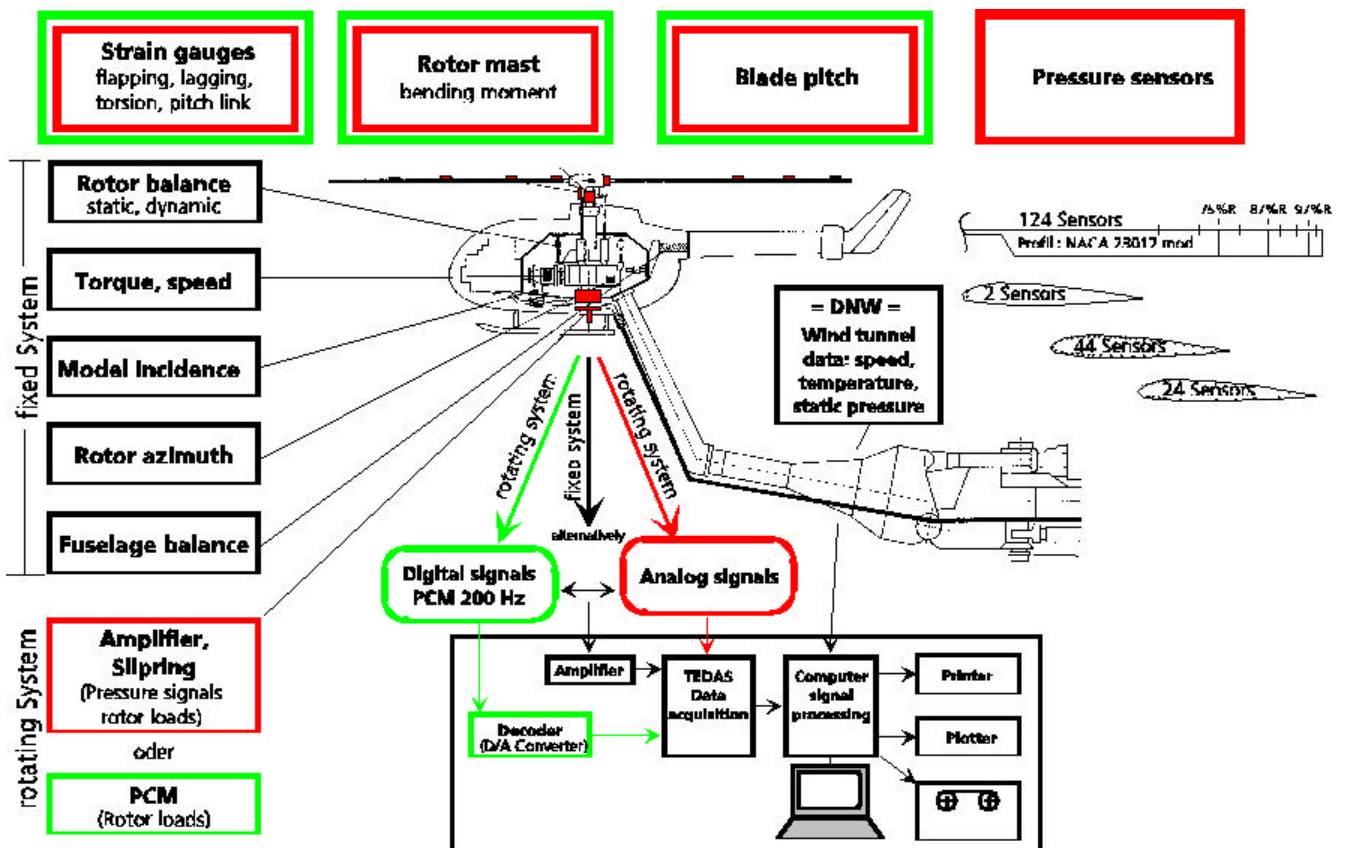 Strain gauges
flapping, lagging,
torsion, pitch link
Rotor mast
bending moment
Blade pitch
Pressure sensors
fixed System
Rotor balance
static, dynamic
Torque, speed
Model incidence
Rotor azimuth
Fuselage balance
rotating System
Amplifier,
Slipring
(Pressure signals
rotor loads)
oder
PCM
(Rotor loads)
124 Sensors
75%R 87%R 97%R
Profil : NACA 23012 mod
2 Sensors
44 Sensors
24 Sensors
= DNW =
Wind tunnel
data: speed,
temperature,
static pressure
rotating system
fixed system
rotating system
alternatively
Digital signals
PCM 200 Hz
Analog signals
Amplifier
TEDAS
Data
acquisition
Computer
signal
processing
Printer
Plotter
Decoder
(D/A Converter)